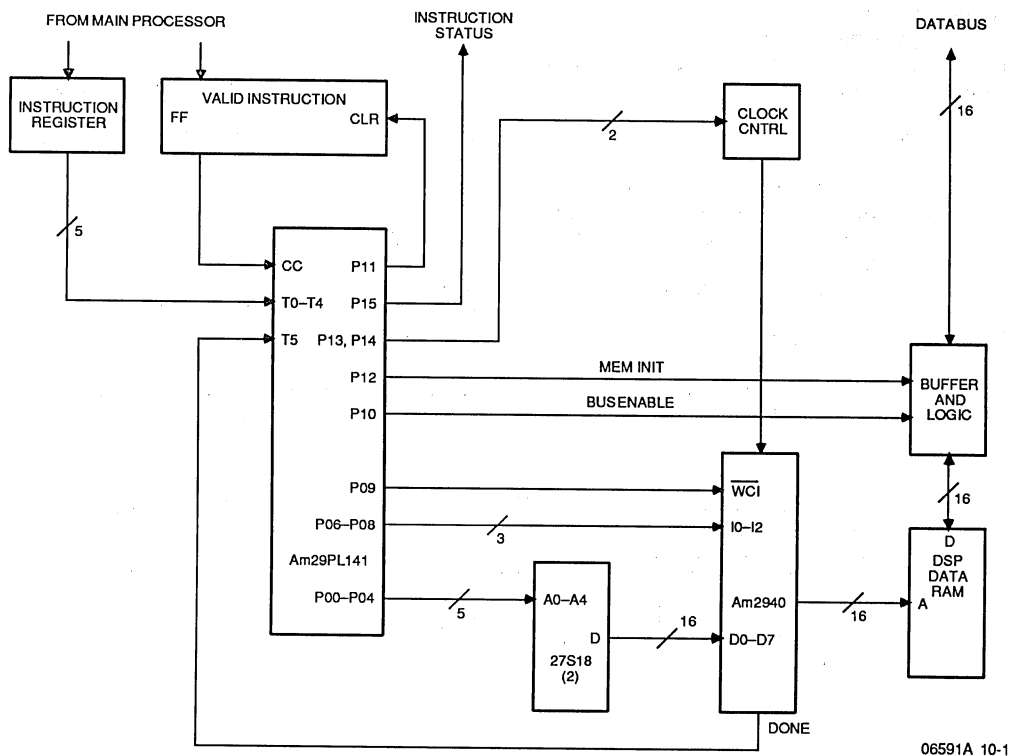 FROM MAIN PROCESSOR
INSTRUCTION
STATUS
DATABUS
INSTRUCTION
REGISTER
VALID INSTRUCTION
FF
CLR
2
CLOCK
CNTRL
16
5
CC
P11
T0–T4
P15
T5
P13, P14
P12
MEM INIT
P10
BUS ENABLE
BUFFER
AND
LOGIC
P09
WCI
16
P06–P08
3
I0–I2
Am29PL141
D
DSP
DATA
RAM
P00–P04
5
A0–A4
Am2940
16
A
D
16
D0–D7
27S18
(2)
DONE
06591A 10-1